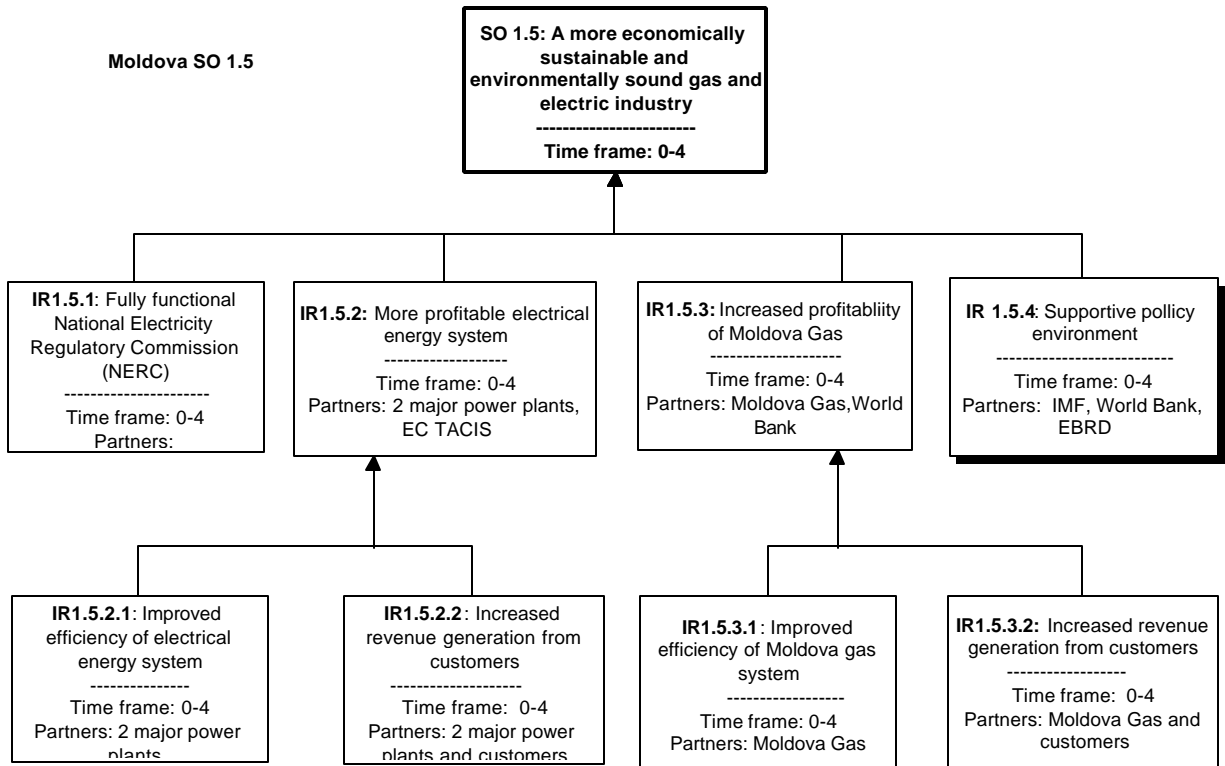 Moldova SO 1.5
SO 1.5: A more economically
sustainable and
environmentally sound gas and
electric industry
------------------------
Time frame: 0-4
IR1.5.1: Fully functional
National Electricity
Regulatory Commission
(NERC)
----------------------
Time frame: 0-4
Partners:
IR1.5.2: More profitable electrical
energy system
-------------------
Time frame: 0-4
Partners: 2 major power plants,
EC TACIS
IR1.5.3: Increased profitabliity
of Moldova Gas
--------------------
Time frame: 0-4
Partners: Moldova Gas,World
Bank
IR 1.5.4: Supportive pollicy
environment
---------------------------
Time frame: 0-4
Partners: IMF, World Bank,
EBRD
IR1.5.2.1: Improved
efficiency of electrical
energy system
---------------
Time frame: 0-4
Partners: 2 major power
plants
IR1.5.2.2: Increased
revenue generation from
customers
--------------------
Time frame: 0-4
Partners: 2 major power
plants and customers
IR1.5.3.1: Improved
efficiency of Moldova gas
system
------------------
Time frame: 0-4
Partners: Moldova Gas
IR1.5.3.2: Increased revenue
generation from customers
------------------
Time frame: 0-4
Partners: Moldova Gas and
customers